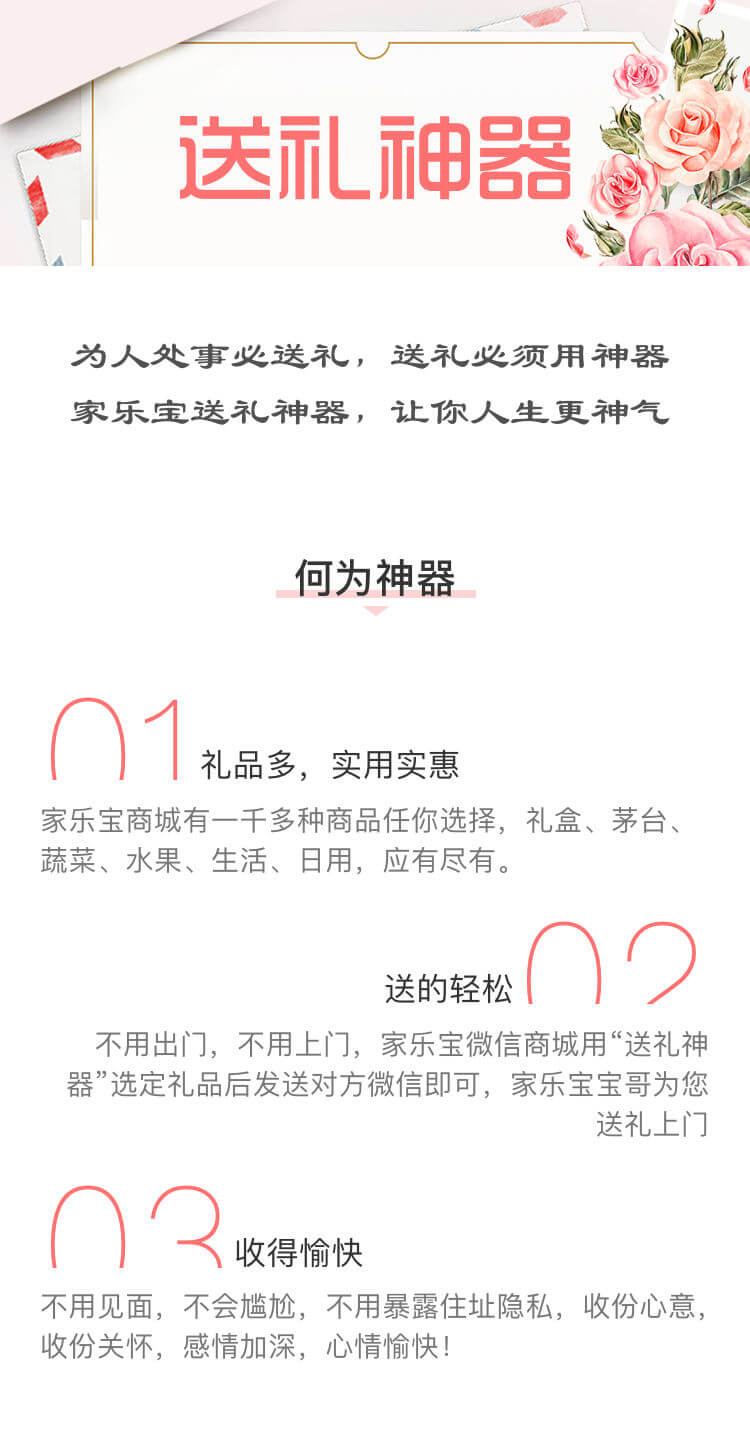 送礼神器
为人处事必送礼，送礼必须用神器
家乐宝送礼神器，让你人生更神气
何为神器
01 礼品多，实用实惠
家乐宝商城有一千多种商品任你选择，礼盒、茅台、
蔬菜、水果、生活、日用，应有尽有。
送的轻松 02
不用出门，不用上门，家乐宝微信商城用“送礼神
器”选定礼品后发送对方微信即可，家乐宝宝哥为您
送礼上门
03 收得愉快
不用见面，不会尴尬，不用暴露住址隐私，收份心意，
收份关怀，感情加深，心情愉快！